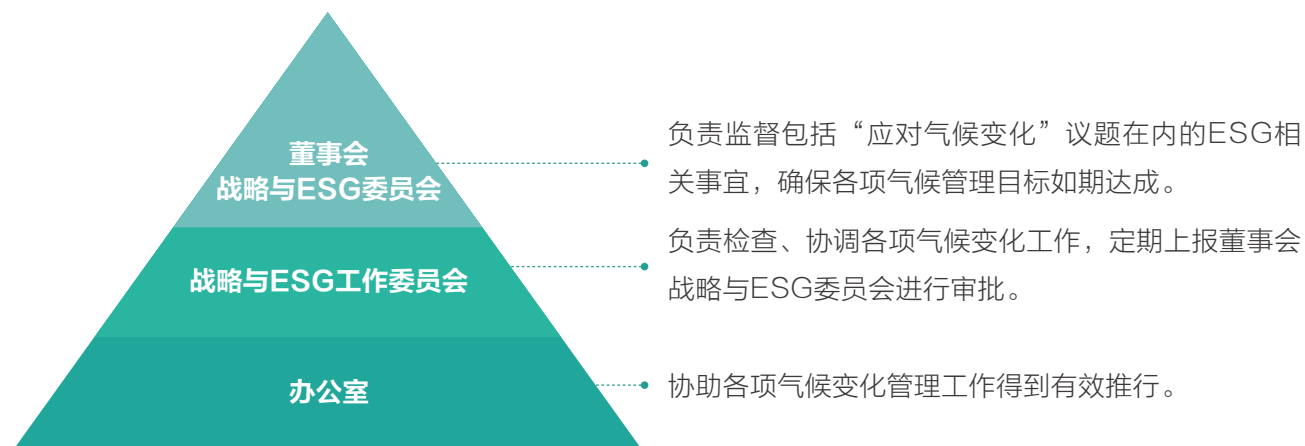 董事会
战略与ESG委员会
负责监督包括“应对气候变化”议题在内的ESG相
关事宜，确保各项气候管理目标如期达成。
战略与ESG工作委员会
负责检查、协调各项气候变化工作，定期上报董事会
战略与ESG委员会进行审批。
办公室
协助各项气候变化管理工作得到有效推行。